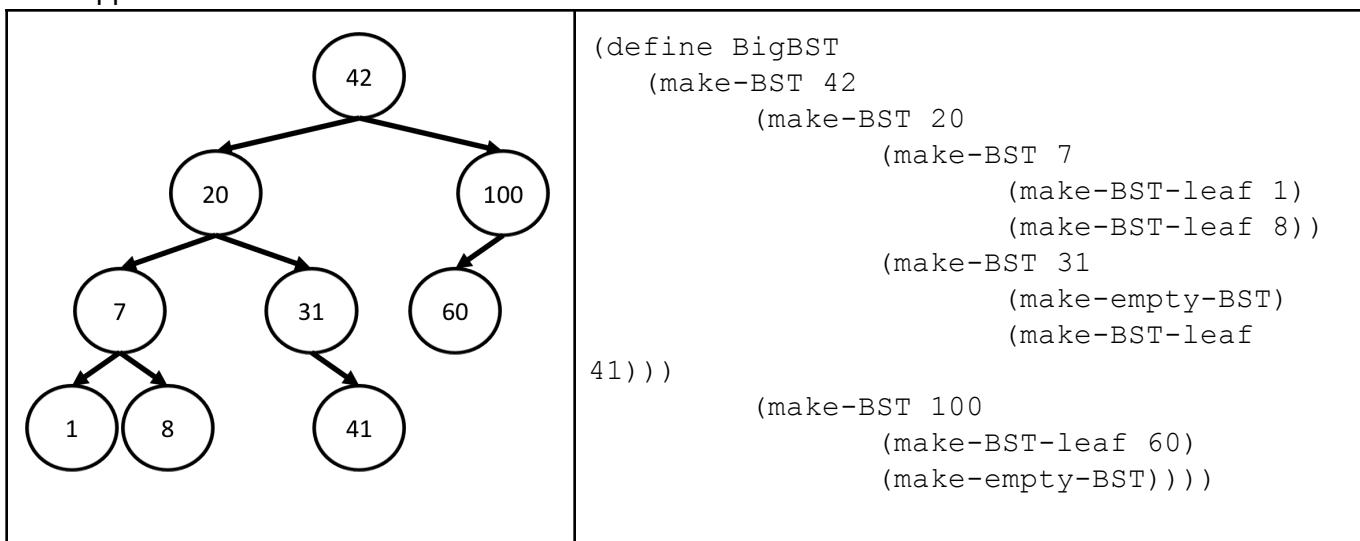 42
20
100
7
31
60
1
8
41
(define BigBST
(make-BST 42
(make-BST 20
(make-BST 7
(make-BST-leaf 1)
(make-BST-leaf 8))
(make-BST 31
(make-empty-BST)
(make-BST-leaf
41)))
(make-BST 100
(make-BST-leaf 60)
(make-empty-BST))))